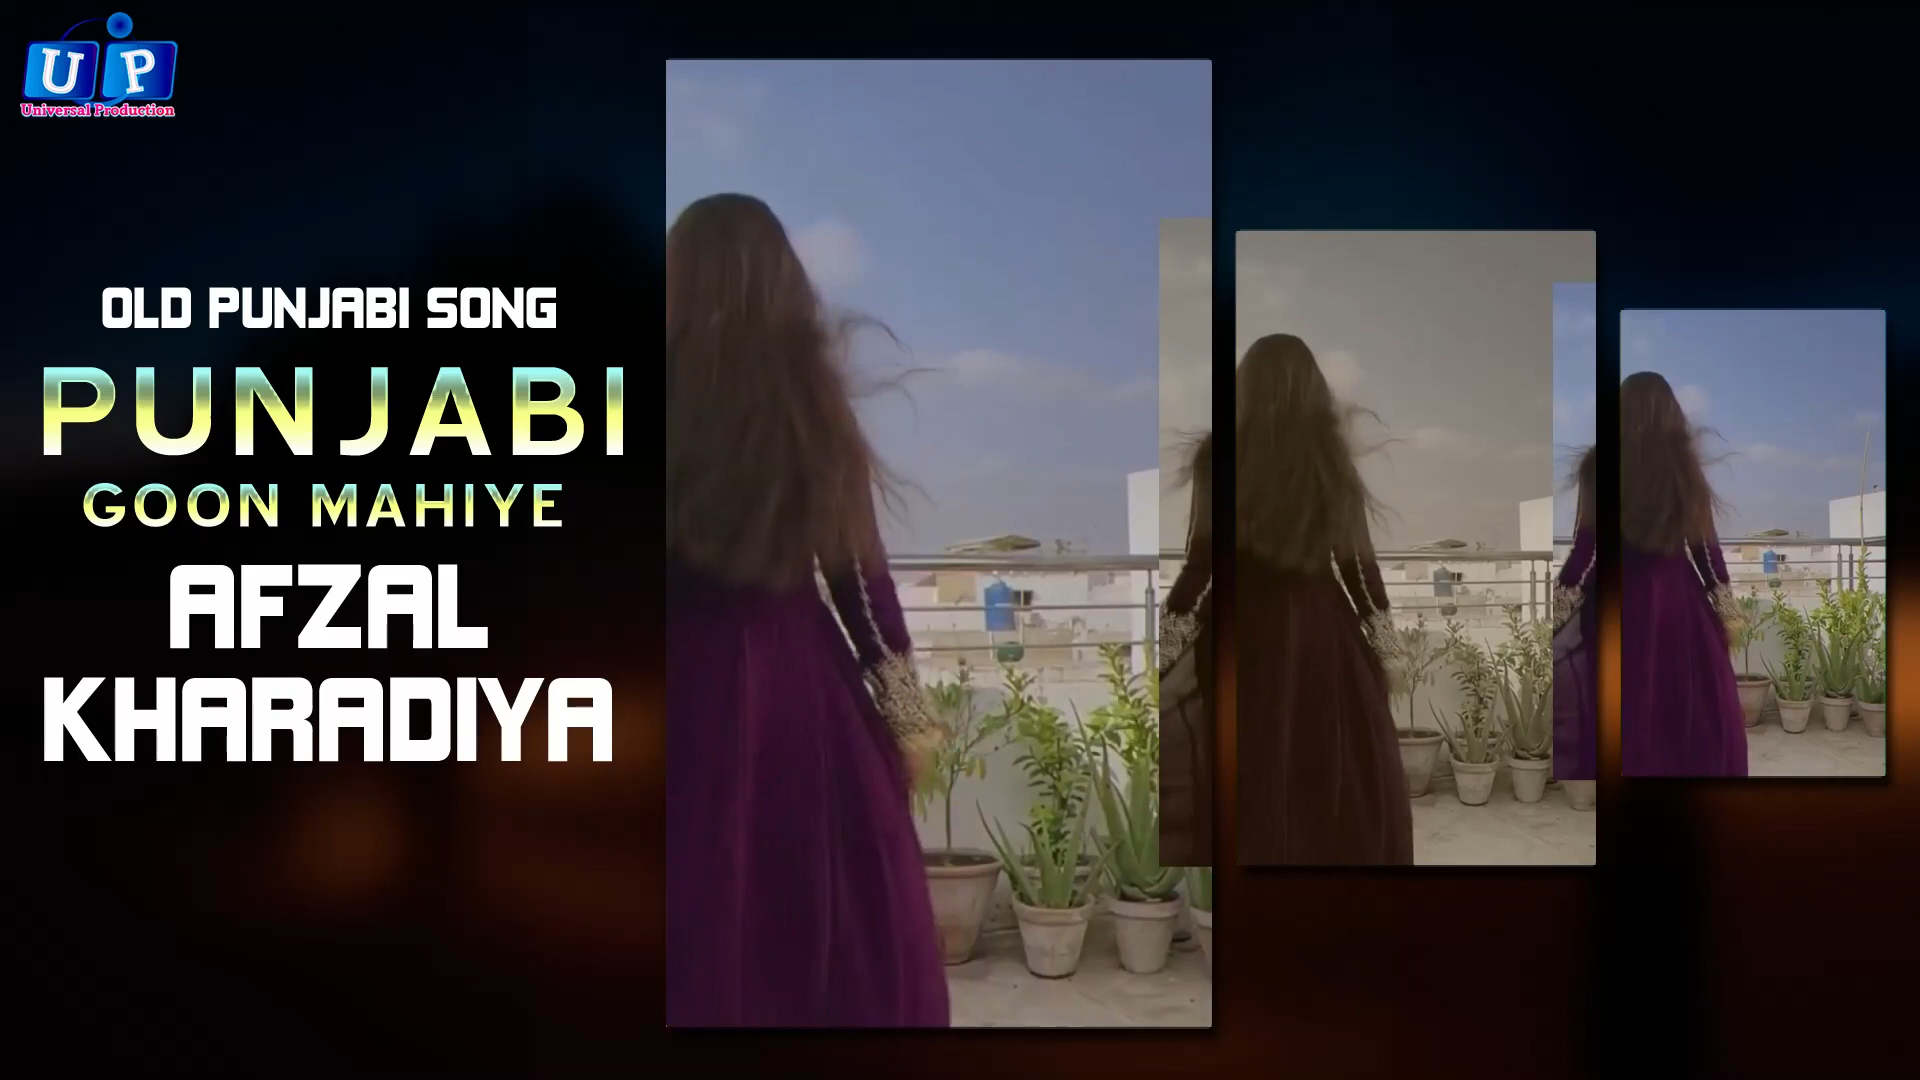 UP
Universal Production
OLD PUNJABI SONG
PUNJABI
GOON MAHIYE
AFZAL
KHARADIYA